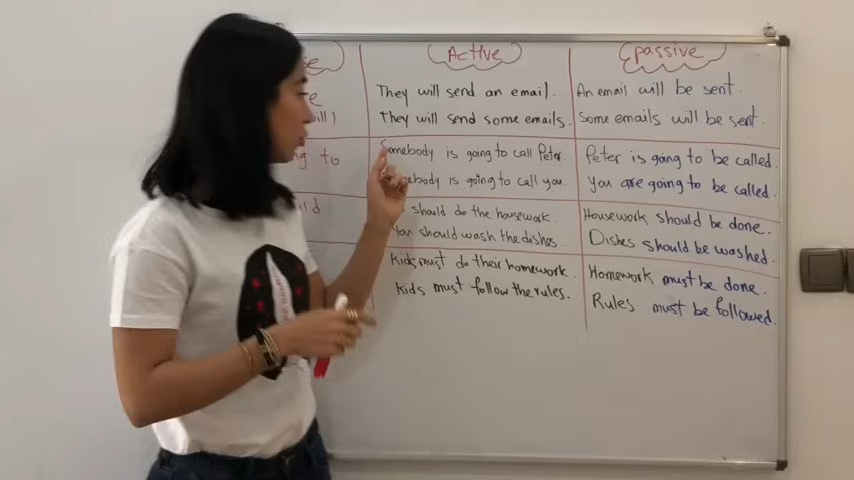 Active
passive
They will send an email.
An email will be sent.
They will send some emails.
Some emails will be sent.
Somebody is going to call Peter.
Peter is going to be called.
is going to call you.
You are going to be called.
to
should do the housework.
Housework should be done.
You should wash the dishes.
Dishes should be washed.
Kids must do their homework.
Homework must be done.
Kids must follow the rules.
Rules must be followed.